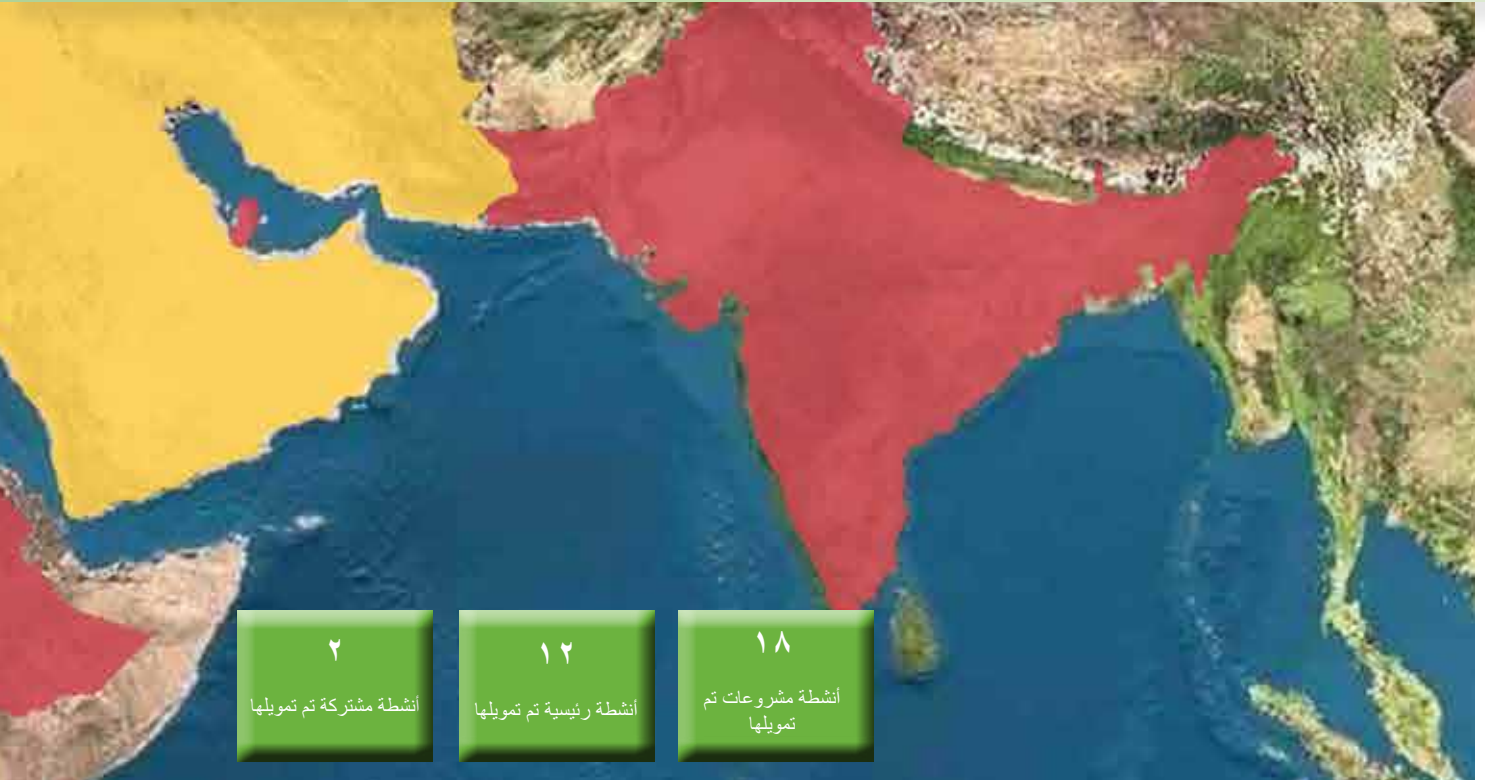 ١٨
أنشطة مشروعات تم
تمويلها
١٢
أنشطة رئيسية تم تمويلها
٢
أنشطة مشتركة تم تمويلها